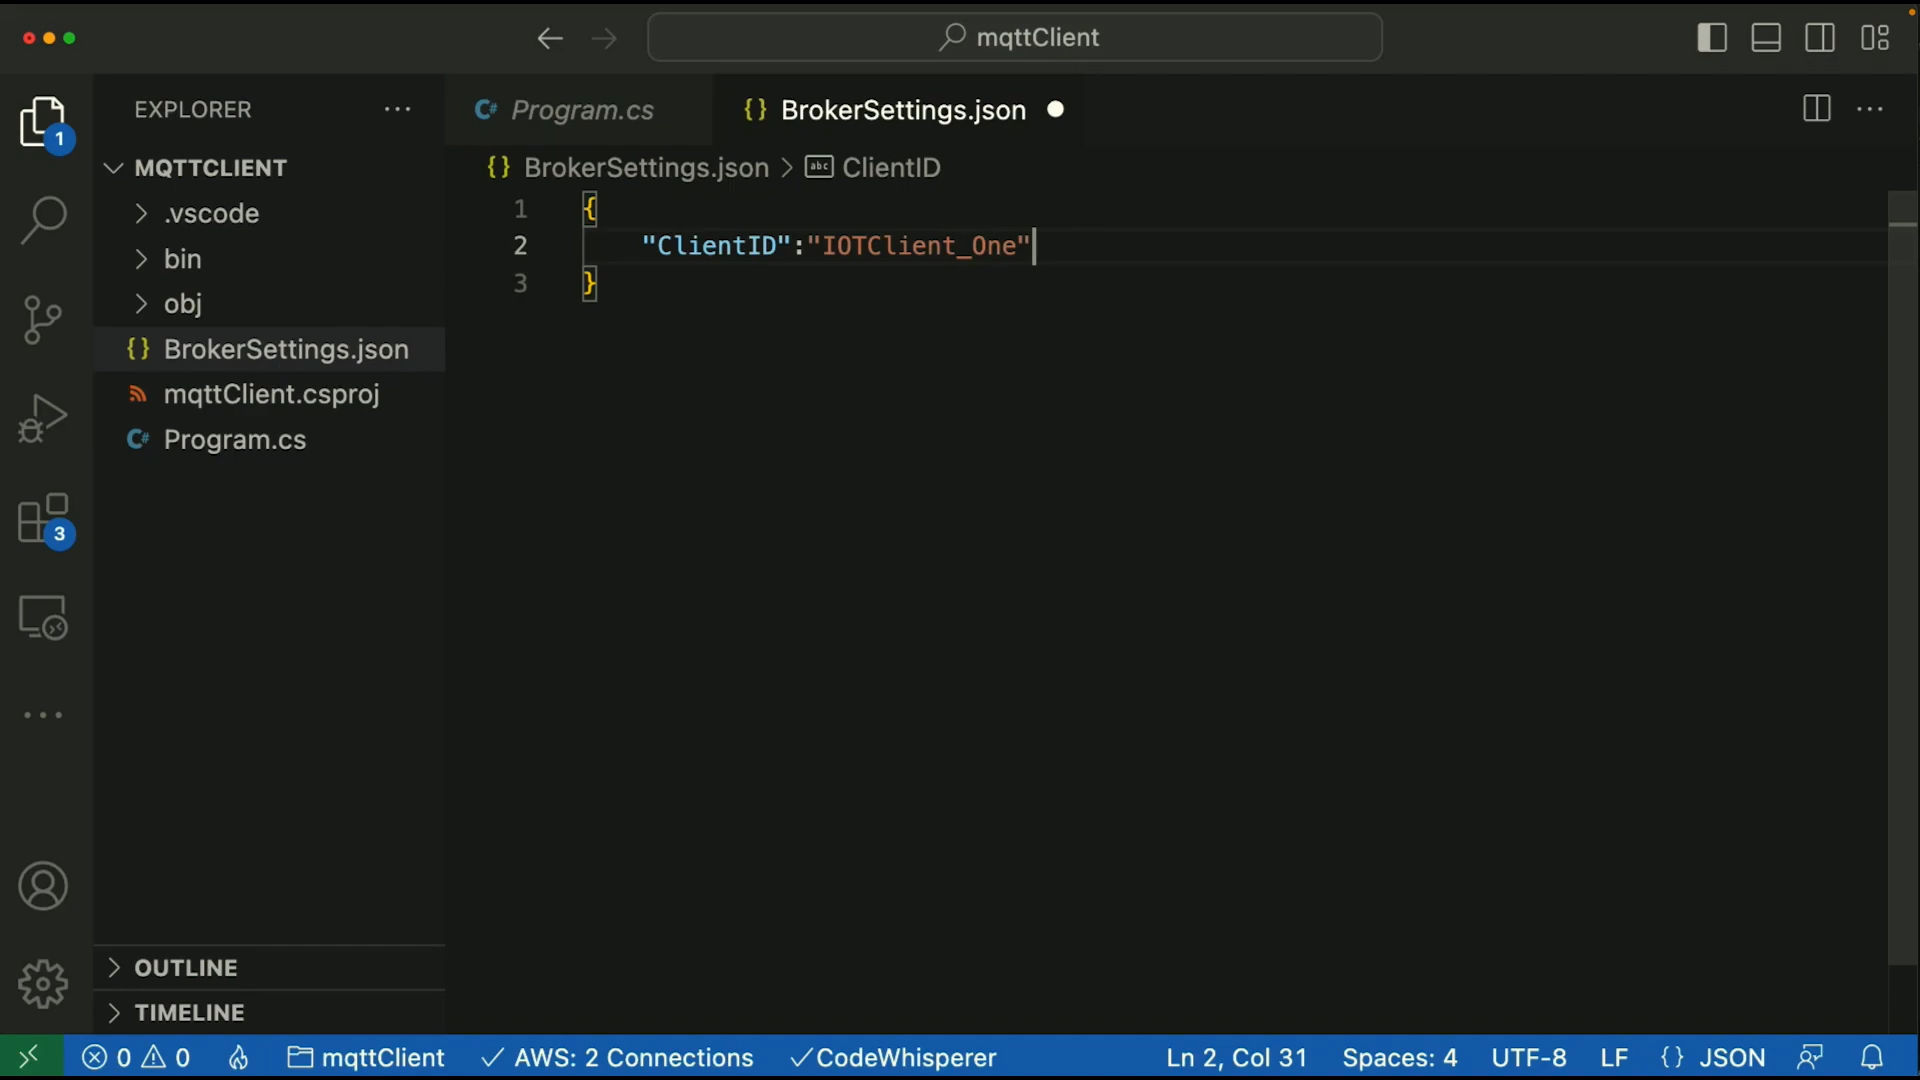 mqttClient
EXPLORER
Program.cs
BrokerSettings.json
1
MQTTCLIENT
BrokerSettings.json > ClientID
.vscode
bin
obj
BrokerSettings.json
mqttClient.csproj
Program.cs
1 {
2 "ClientID":"IOTClient_One"
3 }
3
OUTLINE
TIMELINE
0 0 mqttClient AWS: 2 Connections CodeWhisperer Ln 2, Col 31 Spaces: 4 UTF-8 LF {} JSON